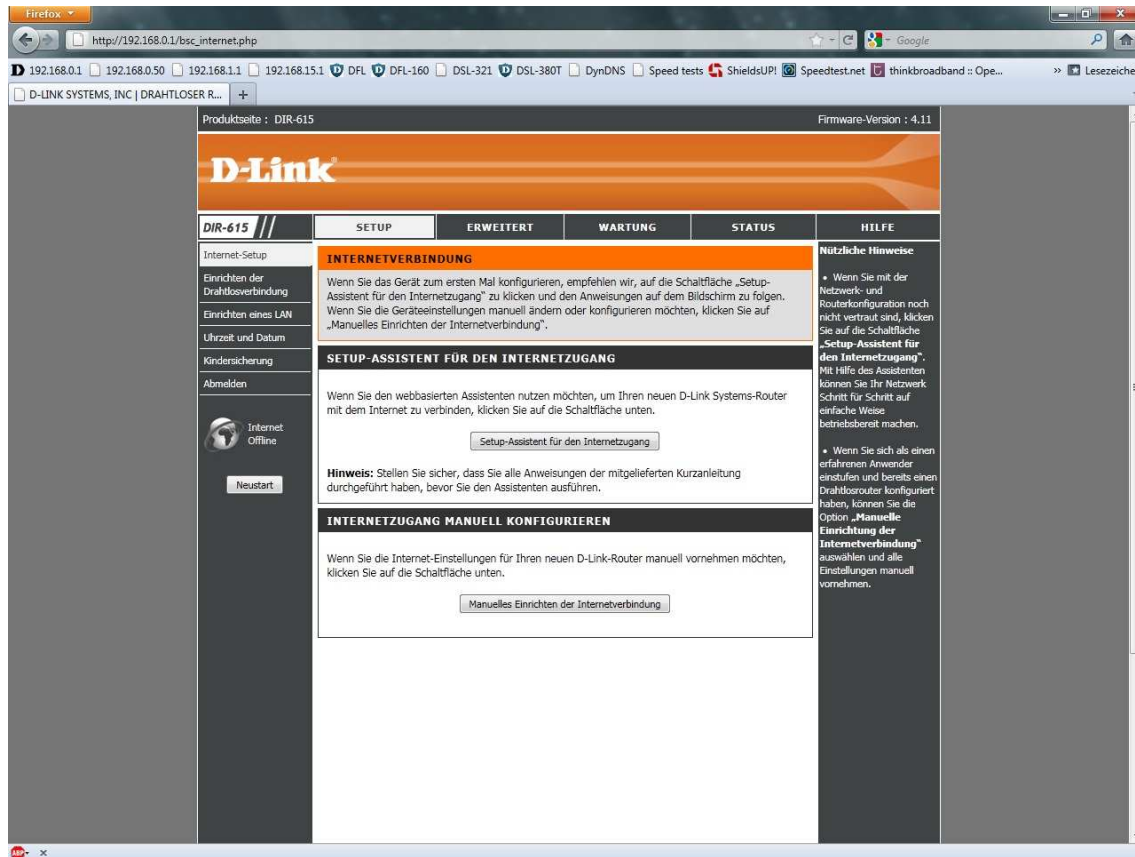 Firefox
http://192.168.0.1/bsc_internet.php
Google
192.168.0.1 192.168.0.50 192.168.1.1 192.168.15.1 DFL DFL-160 DSL-321 DSL-380T DynDNS Speed tests ShieldsUP! Speedtest.net thinkbroadband :: Ope... » Lesezeiche
D-LINK SYSTEMS, INC | DRAHTLOSER R... +
Produktseite : DIR-615
Firmware-Version : 4.11
D-Link
DIR-615 //
SETUP
ERWEITERT
WARTUNG
STATUS
HILFE
Internet-Setup
Einrichten der
Drahtlosverbindung
Einrichten eines LAN
Uhrzeit und Datum
Kindersicherung
Abmelden
Internet
Offline
Neustart
INTERNETVERBINDUNG
Wenn Sie das Gerät zum ersten Mal konfigurieren, empfehlen wir, auf die Schaltfläche „Setup-
Assistent für den Internetzugang" zu klicken und den Anweisungen auf dem Bildschirm zu folgen.
Wenn Sie die Geräteeinstellungen manuell ändern oder konfigurieren möchten, klicken Sie auf
„Manuelles Einrichten der Internetverbindung".
SETUP-ASSISTENT FÜR DEN INTERNETZUGANG
Wenn Sie den webbasierten Assistenten nutzen möchten, um Ihren neuen D-Link Systems-Router
mit dem Internet zu verbinden, klicken Sie auf die Schaltfläche unten.
Setup-Assistent für den Internetzugang
Hinweis: Stellen Sie sicher, dass Sie alle Anweisungen der mitgelieferten Kurzanleitung
durchgeführt haben, bevor Sie den Assistenten ausführen.
INTERNETZUGANG MANUELL KONFIGURIEREN
Wenn Sie die Internet-Einstellungen für Ihren neuen D-Link-Router manuell vornehmen möchten,
klicken Sie auf die Schaltfläche unten.
Manuelles Einrichten der Internetverbindung
Nützliche Hinweise
• Wenn Sie mit der
Netzwerk- und
Routerkonfiguration noch
nicht vertraut sind, klicken
Sie auf die Schaltfläche
„Setup-Assistent für
den Internetzugang".
Mit Hilfe des Assistenten
können Sie Ihr Netzwerk
Schritt für Schritt auf
einfache Weise
betriebsbereit machen.
• Wenn Sie sich als einen
erfahrenen Anwender
einstufen und bereits einen
Drahtlosrouter konfiguriert
haben, können Sie die
Option „Manuelle
Einrichtung der
Internetverbindung"
auswählen und alle
Einstellungen manuell
vornehmen.
ABP